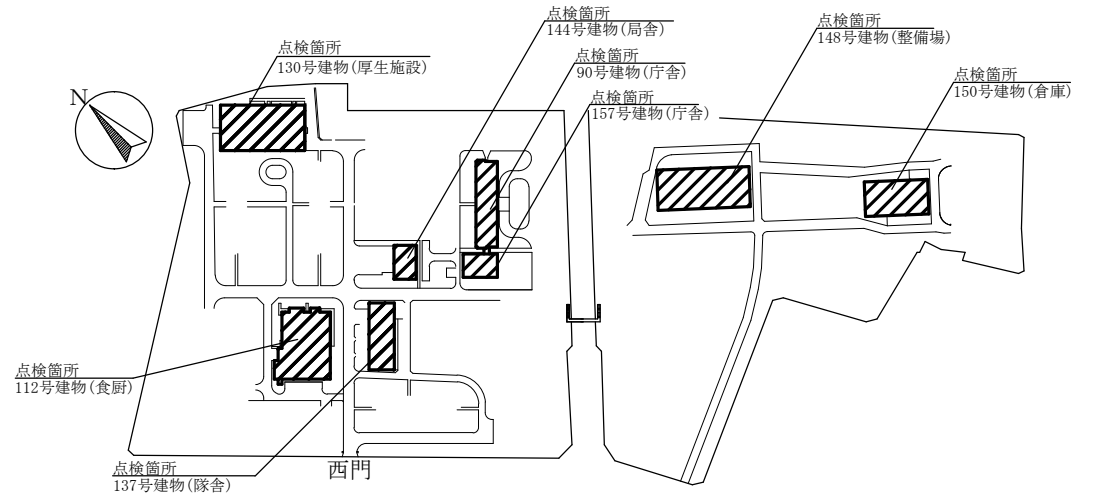 点検箇所
144号建物(局舎)
点検箇所
148号建物(整備場)
点検箇所
130号建物(厚生施設)
点検箇所
90号建物(庁舎)
点検箇所
150号建物(倉庫)
点検箇所
157号建物(庁舎)
N
点検箇所
112号建物(食厨)
点検箇所
137号建物(隊舎)
西門